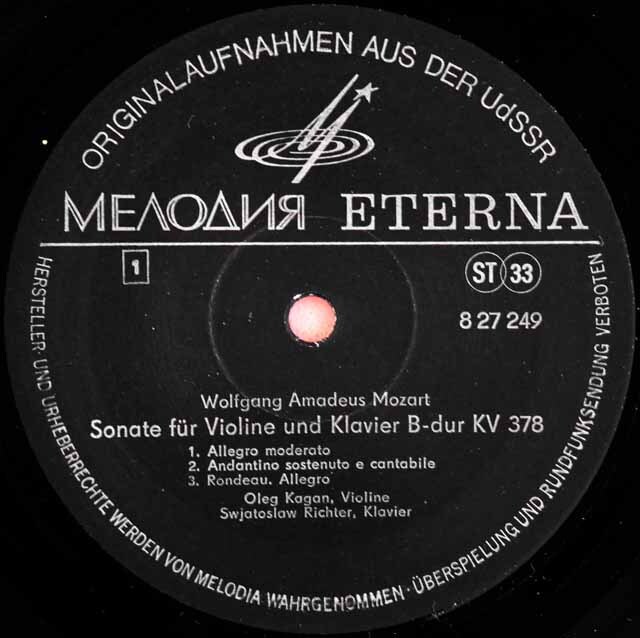 ORIGINALAUFNAHMEN AUS DER UdSSR
МЕЛОДИЯ ETERNA
1
ST 33
8 27 249
Wolfgang Amadeus Mozart
Sonate für Violine und Klavier B-dur KV 378
1. Allegro moderato
2. Andantino sostenuto e cantabile
3. Rondeau. Allegro
Oleg Kagan, Violine
Swjatoslaw Richter, Klavier
HERSTELLER- UND URHEBERRECHTE WERDEN VON MELODIA WAHRGENOMMEN · ÜBERSPIELUNG UND RUNDFUNKSENDUNG VERBOTEN